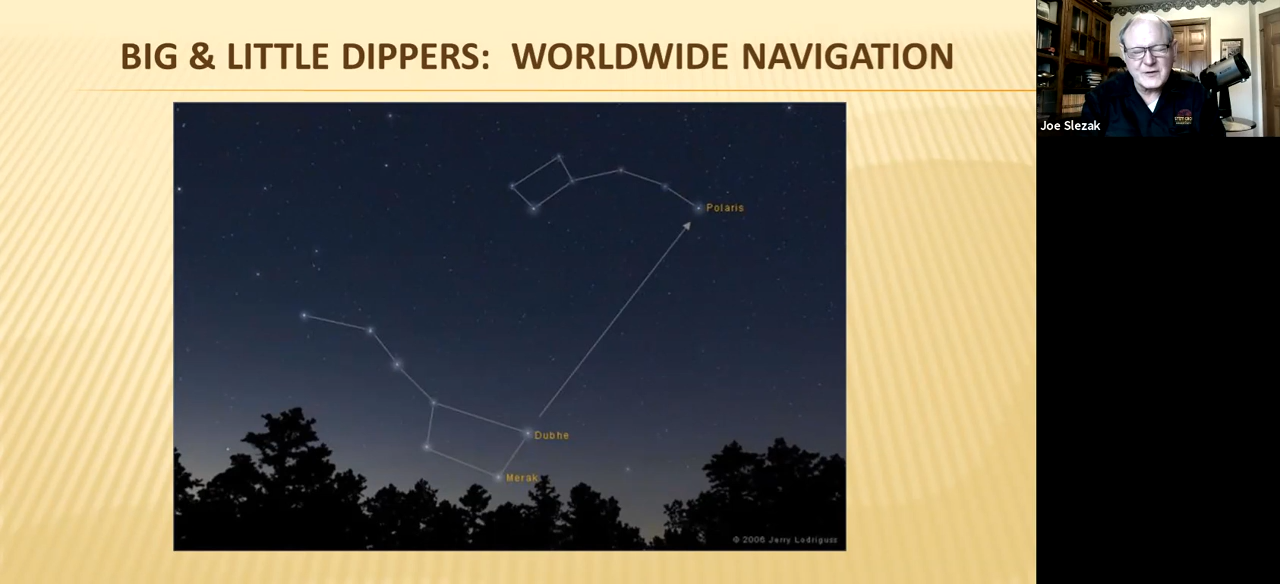 BIG & LITTLE DIPPERS:  WORLDWIDE NAVIGATION
Joe Slezak
Polaris
Dubhe
Merak
© 2006 Jerry Lodriguss